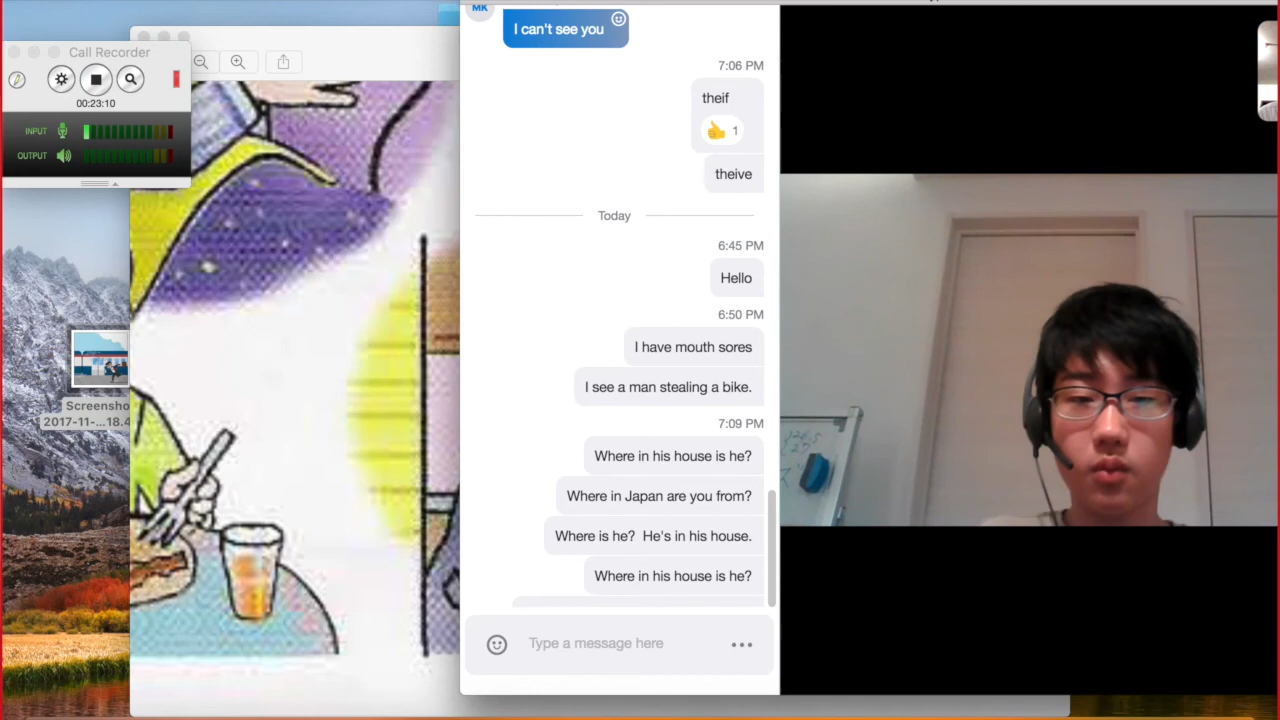 MK
I can't see you
Call Recorder
00:23:10
INPUT
OUTPUT
7:06 PM
theif
1
theive
Today
6:45 PM
Hello
6:50 PM
I have mouth sores
I see a man stealing a bike.
7:09 PM
Where in his house is he?
Where in Japan are you from?
Where is he? He's in his house.
Where in his house is he?
Type a message here
Screensho
2017-11-...18.4